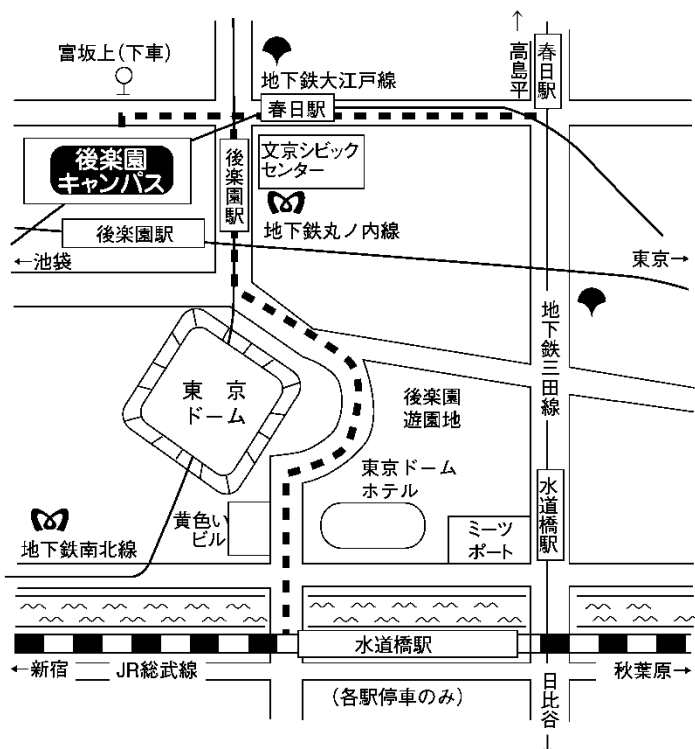 富坂上(下車)
地下鉄大江戸線
春日駅
↑
高島平
春日駅
後楽園
キャンパス
後楽園駅
文京シビック
センター
後楽園駅
地下鉄丸ノ内線
←池袋
東京→
地下鉄三田線
東京
ドーム
後楽園
遊園地
東京ドーム
ホテル
水道橋駅
黄色い
ビル
ミーツ
ポート
地下鉄南北線
水道橋駅
←新宿
JR総武線
(各駅停車のみ)
日比谷
秋葉原→